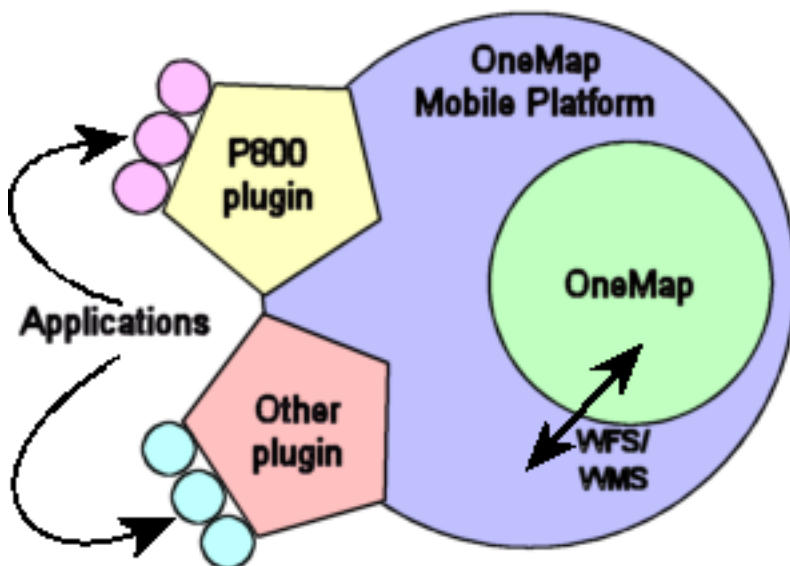 OneMap
Mobile Platform
P800
plugin
OneMap
Applications
Other
plugin
WFS/
WMS